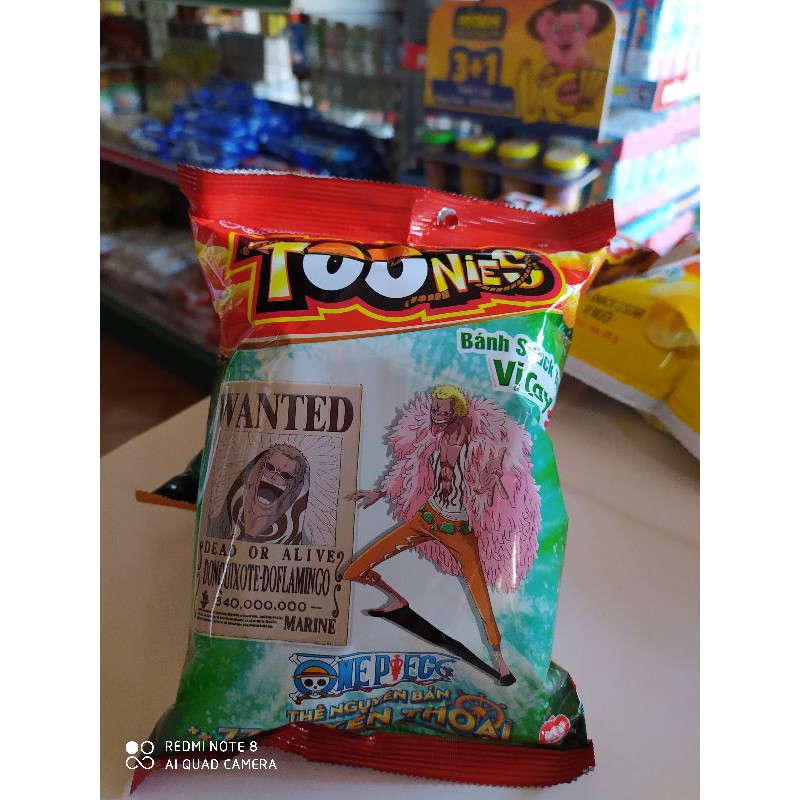 3+1
TOONIES
Bánh S
Vị Cay
WANTED
DEAD OR ALIVE
DONQUIXOTE·DOFLAMINGO
340.000.000
MARINE
ONE PIECE
THẺ NGUYÊN BẢN
THOẠI
REDMI NOTE 8
AI QUAD CAMERA